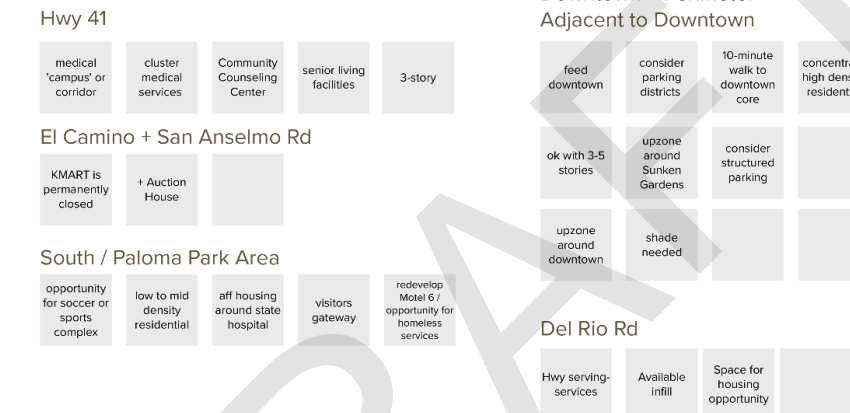 Hwy 41
medical
'campus' or
corridor
cluster
medical
services
Community
Counseling
Center
senior living
facilities
3-story
El Camino + San Anselmo Rd
KMART is
permanently
closed
+ Auction
House
South / Paloma Park Area
opportunity
for soccer or
sports
complex
low to mid
density
residential
aff housing
around state
hospital
visitors
gateway
redevelop
Motel 6 /
opportunity for
homeless
services
Adjacent to Downtown
feed
downtown
consider
parking
districts
10-minute
walk to
downtown
core
high
ok with 3-5
stories
upzone
around
Sunken
Gardens
consider
structured
parking
upzone
around
downtown
shade
needed
Del Rio Rd
Hwy serving-
services
Available
infill
Space for
housing
opportunity